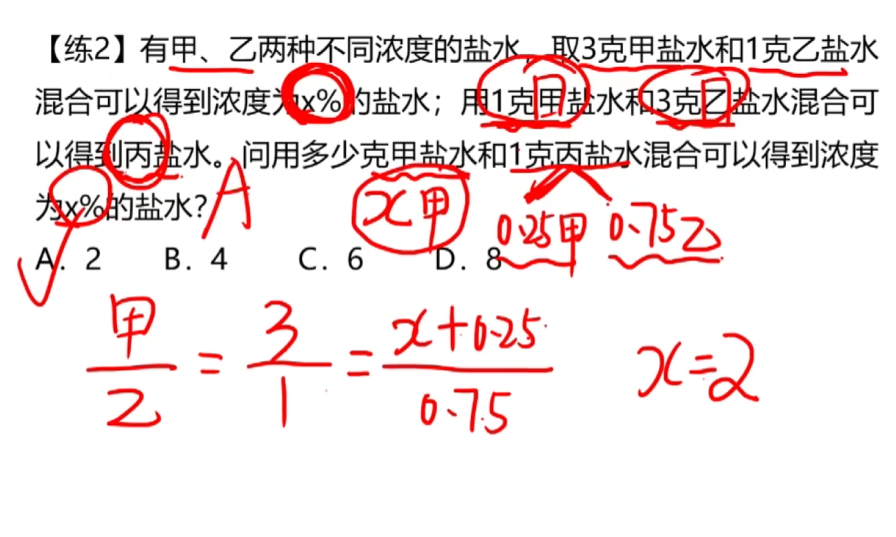 【练2】有甲、乙两种不同浓度的盐水，取3克甲盐水和1克乙盐水
混合可以得到浓度为x%的盐水；用1克甲盐水和3克乙盐水混合可
以得到丙盐水。问用多少克甲盐水和1克丙盐水混合可以得到浓度
为x%的盐水？
A
x甲
0.25甲 0.75乙
A. 2 B. 4 C. 6 D. 8
甲/乙 = 3/1 = x+0.25/0.75 x=2